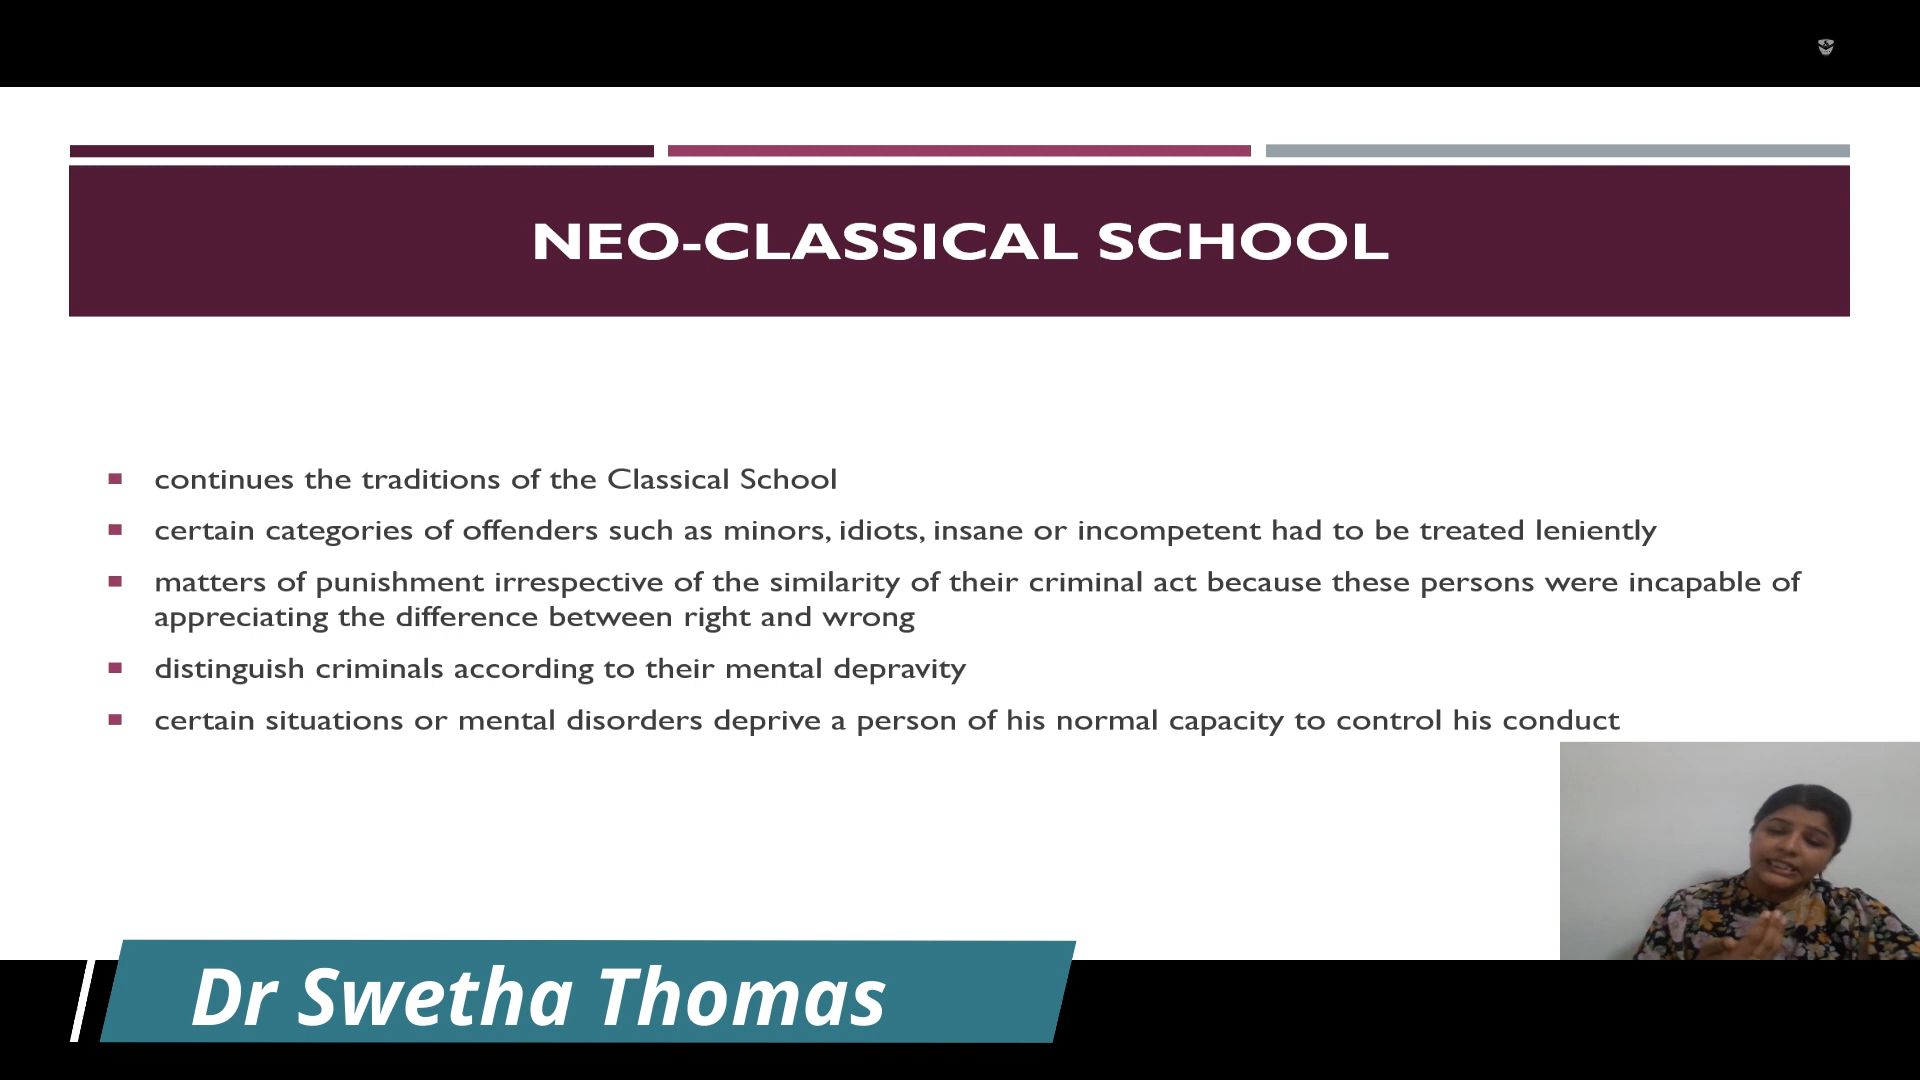 NEO-CLASSICAL SCHOOL
continues the traditions of the Classical School
certain categories of offenders such as minors, idiots, insane or incompetent had to be treated leniently
matters of punishment irrespective of the similarity of their criminal act because these persons were incapable of
appreciating the difference between right and wrong
distinguish criminals according to their mental depravity
certain situations or mental disorders deprive a person of his normal capacity to control his conduct
Dr Swetha Thomas